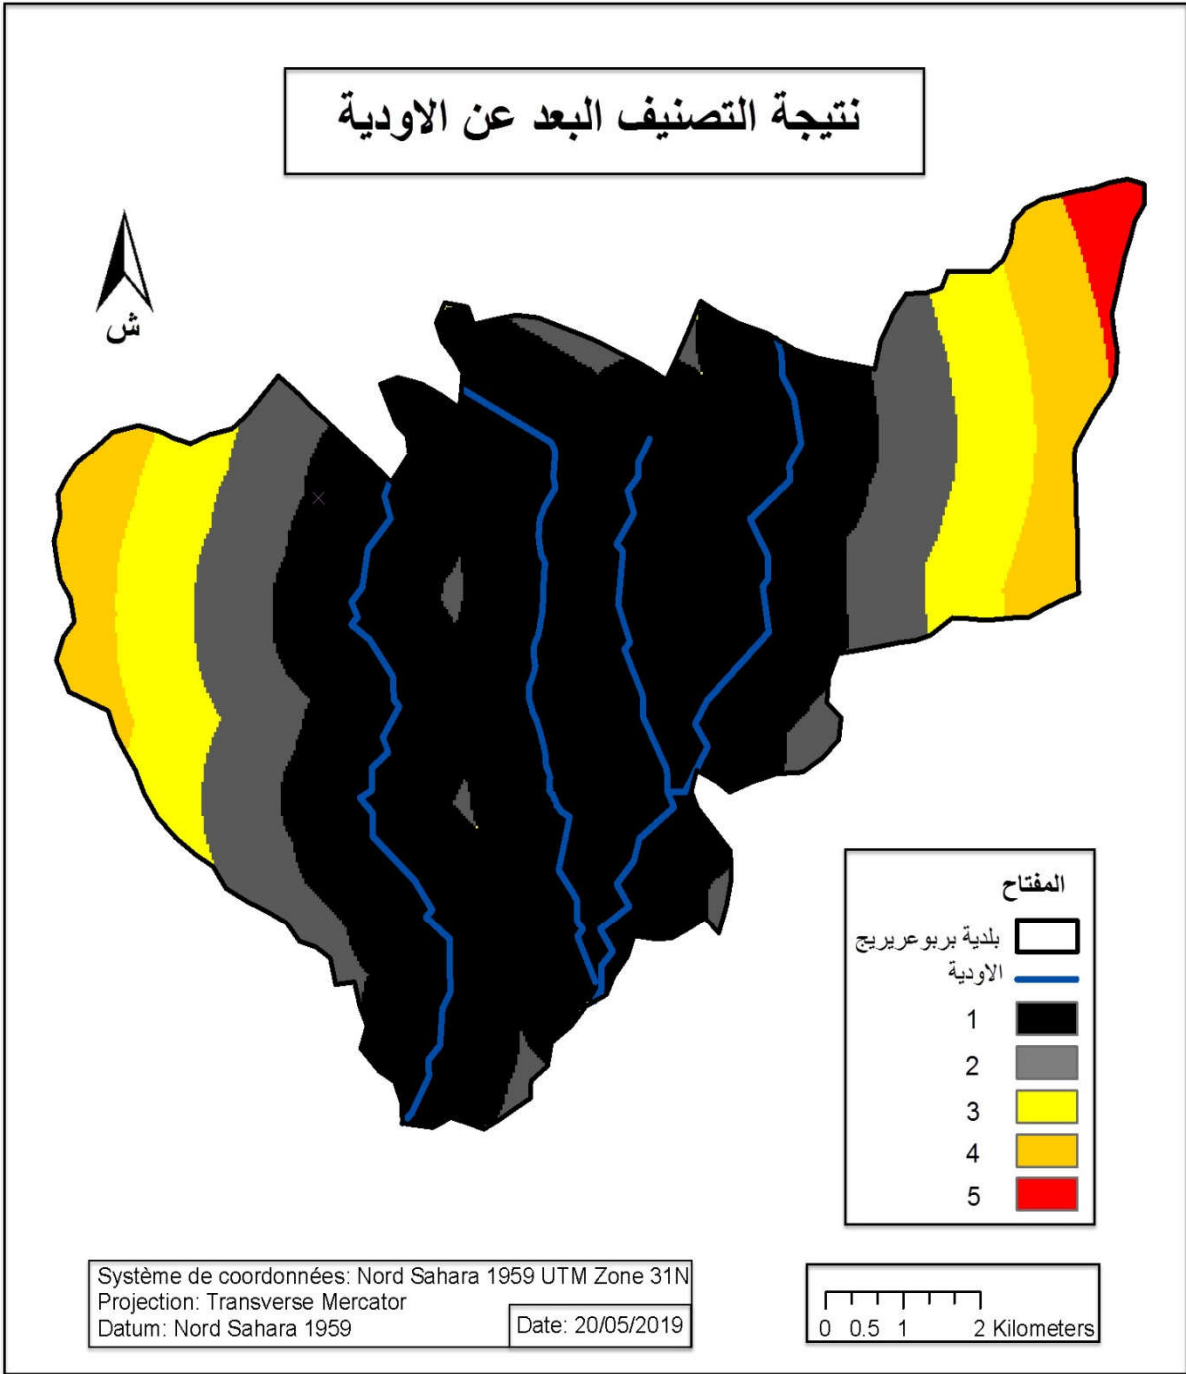 نتيجة التصنيف البعد عن الاودية
ش
المفتاح
بلدية بربوعريريج
الاودية
1
2
3
4
5
Système de coordonnées: Nord Sahara 1959 UTM Zone 31N
Projection: Transverse Mercator
Datum: Nord Sahara 1959
Date: 20/05/2019
0 0.5 1 2 Kilometers